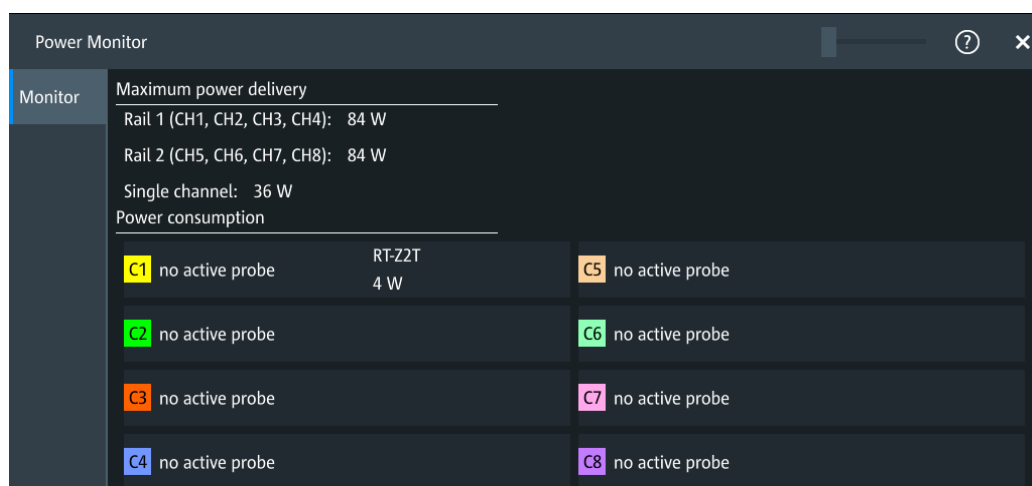 Power Monitor
Monitor
Maximum power delivery
Rail 1 (CH1, CH2, CH3, CH4): 84 W
Rail 2 (CH5, CH6, CH7, CH8): 84 W
Single channel: 36 W
Power consumption
C1 no active probe
RT-Z2T
4 W
C5 no active probe
C2 no active probe
C6 no active probe
C3 no active probe
C7 no active probe
C4 no active probe
C8 no active probe